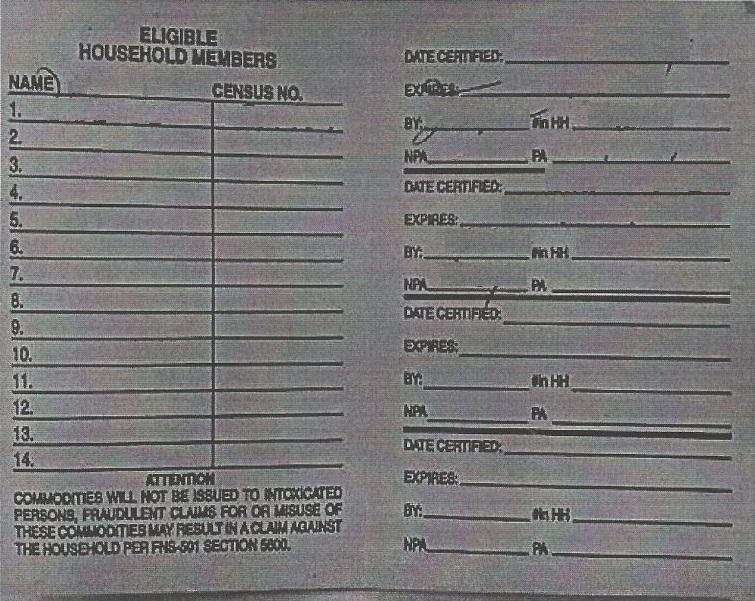 ELIGIBLE
HOUSEHOLD MEMBERS
NAME CENSUS NO.
1.
2.
3.
4.
5.
6.
7.
8.
9.
10.
11.
12.
13.
14.
ATTENTION
COMMODITIES WILL NOT BE ISSUED TO INTOXICATED
PERSONS, FRAUDULENT CLAIMS FOR OR MISUSE OF
THESE COMMODITIES MAY RESULT IN A CLAIM AGAINST
THE HOUSEHOLD PER FNS-501 SECTION 5600.
DATE CERTIFIED:
EXPIRES:
BY: #in HH
NPA PA
DATE CERTIFIED:
EXPIRES:
BY: #in HH
NPA PA
DATE CERTIFIED:
EXPIRES:
BY: #in HH
NPA PA
DATE CERTIFIED:
EXPIRES:
BY: #in HH
NPA PA